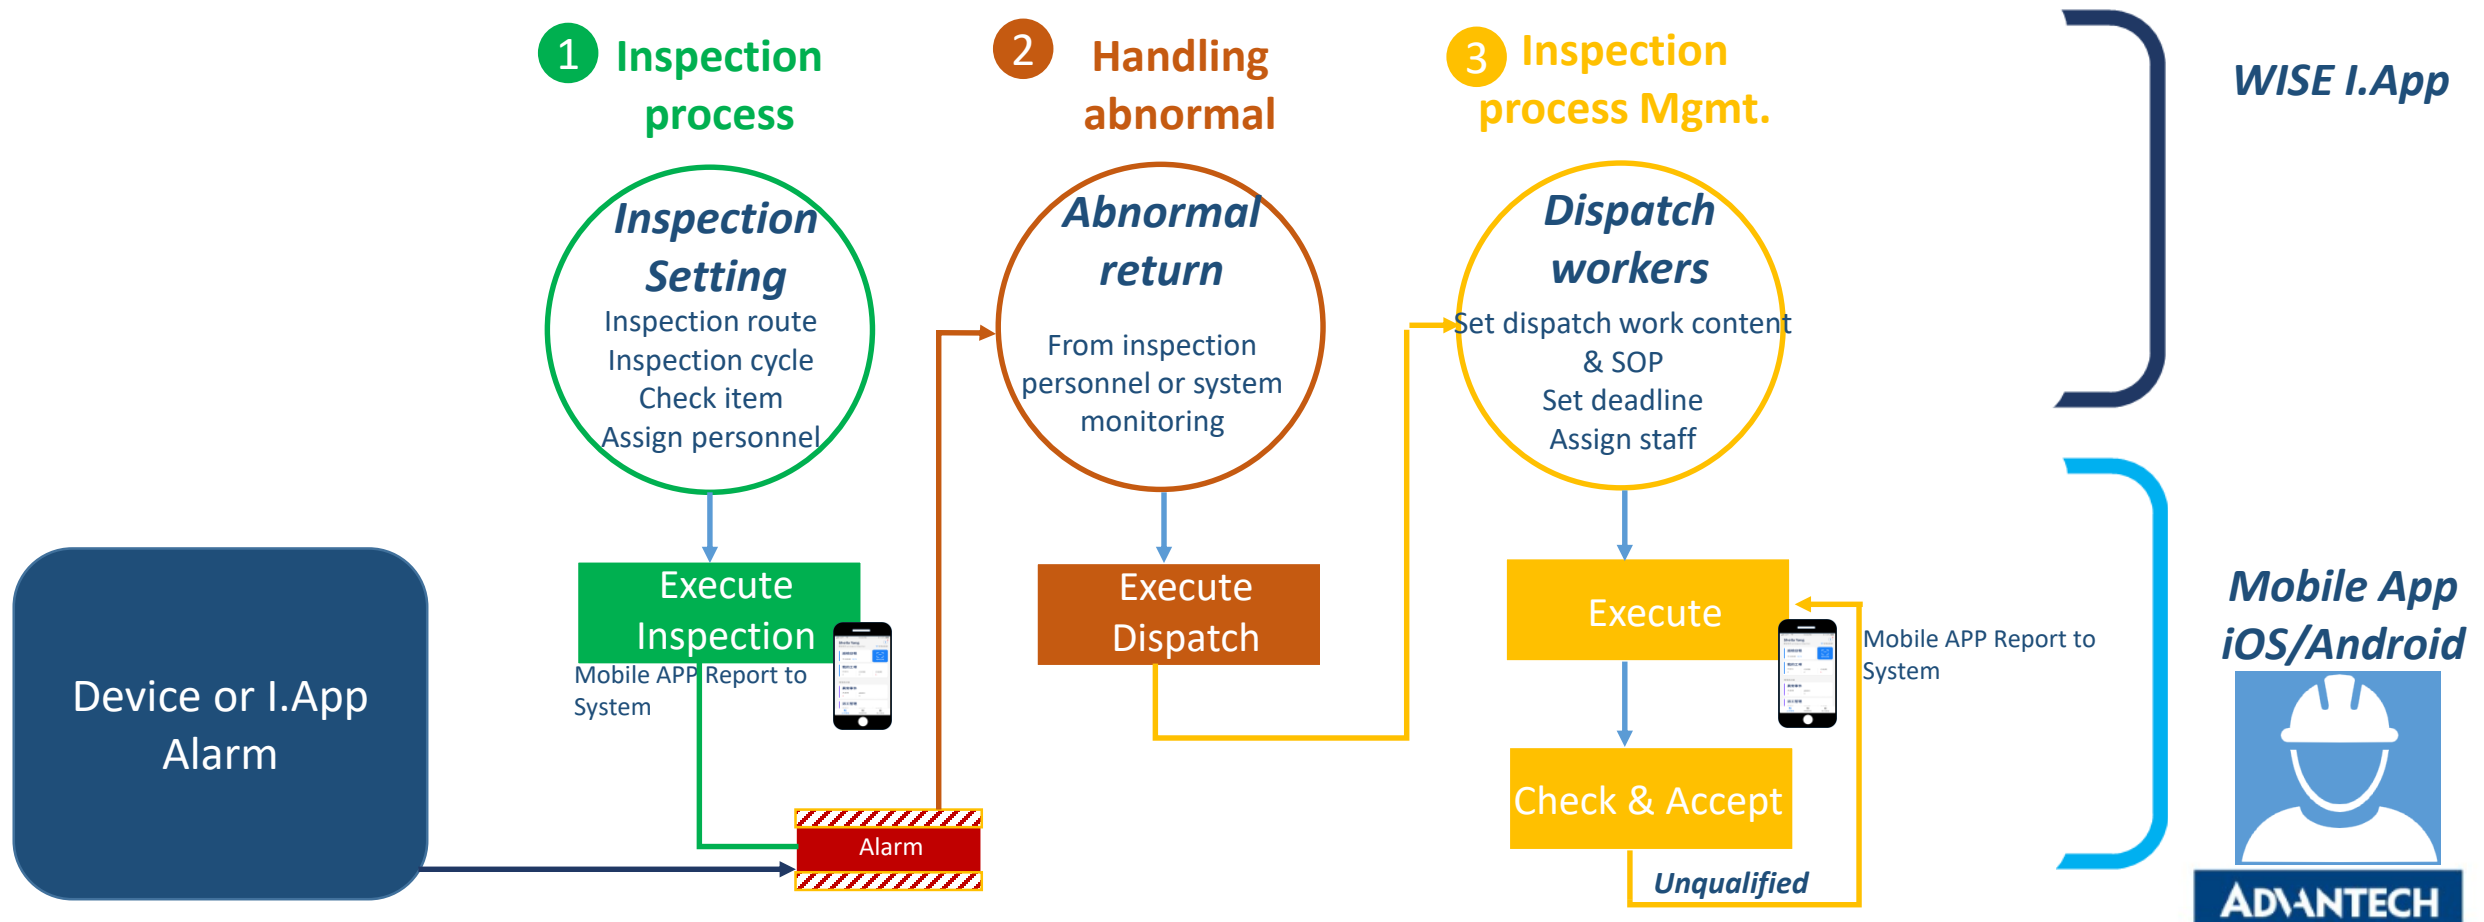 1
Inspection
process
Inspection
Setting
Inspection route
Inspection cycle
Check item
Assign personnel
Execute
Inspection
Mobile APP Report to
System
2
Handling
abnormal
Abnormal
return
From inspection
personnel or system
monitoring
Execute
Dispatch
3
Inspection
process Mgmt.
Dispatch
workers
Set dispatch work content
& SOP
Set deadline
Assign staff
Execute
Mobile APP Report to
System
Check & Accept
Unqualified
Device or I.App
Alarm
Alarm
WISE I.App
Mobile App
iOS/Android
ADVANTECH